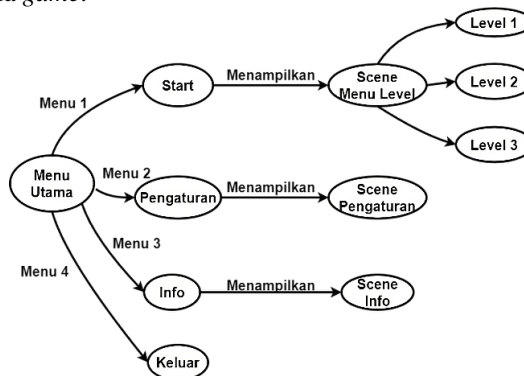 Level 1
Menampilkan
Start
Scene
Menu Level
Level 2
Menu 1
Level 3
Menu
Utama
Menu 2
Pengaturan
Menampilkan
Scene
Pengaturan
Menu 3
Menu 4
Info
Menampilkan
Scene
Info
Keluar